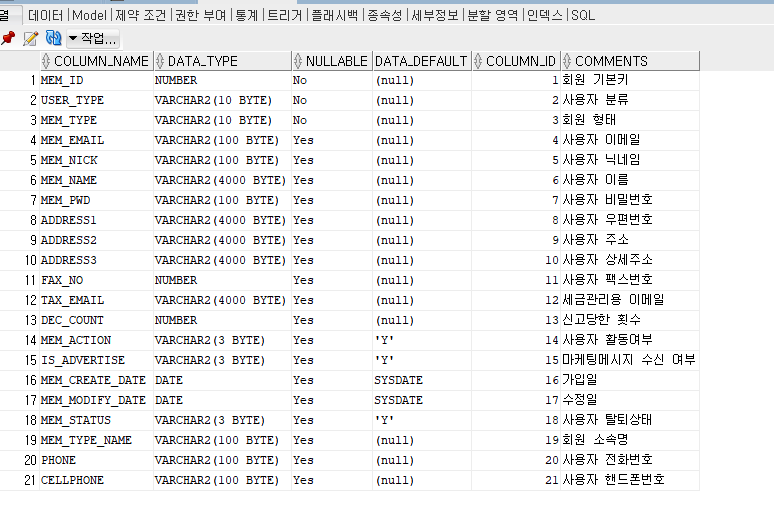 열 데이터 Model 제약 조건 권한 부여 통계 트리거 플래시백 종속성 세부정보 분할 영역 인덱스 SQL
작업...
COLUMN_NAME DATA_TYPE NULLABLE DATA_DEFAULT COLUMN_ID COMMENTS
1 MEM_ID NUMBER No (null) 1 회원 기본키
2 USER_TYPE VARCHAR2(10 BYTE) No (null) 2 사용자 분류
3 MEM_TYPE VARCHAR2(10 BYTE) No (null) 3 회원 형태
4 MEM_EMAIL VARCHAR2(100 BYTE) Yes (null) 4 사용자 이메일
5 MEM_NICK VARCHAR2(100 BYTE) Yes (null) 5 사용자 닉네임
6 MEM_NAME VARCHAR2(4000 BYTE) Yes (null) 6 사용자 이름
7 MEM_PWD VARCHAR2(100 BYTE) Yes (null) 7 사용자 비밀번호
8 ADDRESS1 VARCHAR2(4000 BYTE) Yes (null) 8 사용자 우편번호
9 ADDRESS2 VARCHAR2(4000 BYTE) Yes (null) 9 사용자 주소
10 ADDRESS3 VARCHAR2(4000 BYTE) Yes (null) 10 사용자 상세주소
11 FAX_NO NUMBER Yes (null) 11 사용자 팩스번호
12 TAX_EMAIL VARCHAR2(4000 BYTE) Yes (null) 12 세금관리용 이메일
13 DEC_COUNT NUMBER Yes (null) 13 신고당한 횟수
14 MEM_ACTION VARCHAR2(3 BYTE) Yes 'Y' 14 사용자 활동여부
15 IS_ADVERTISE VARCHAR2(3 BYTE) Yes 'Y' 15 마케팅메시지 수신 여부
16 MEM_CREATE_DATE DATE Yes SYSDATE 16 가입일
17 MEM_MODIFY_DATE DATE Yes SYSDATE 17 수정일
18 MEM_STATUS VARCHAR2(3 BYTE) Yes 'Y' 18 사용자 탈퇴상태
19 MEM_TYPE_NAME VARCHAR2(100 BYTE) Yes (null) 19 회원 소속명
20 PHONE VARCHAR2(100 BYTE) Yes (null) 20 사용자 전화번호
21 CELLPHONE VARCHAR2(100 BYTE) Yes (null) 21 사용자 핸드폰번호